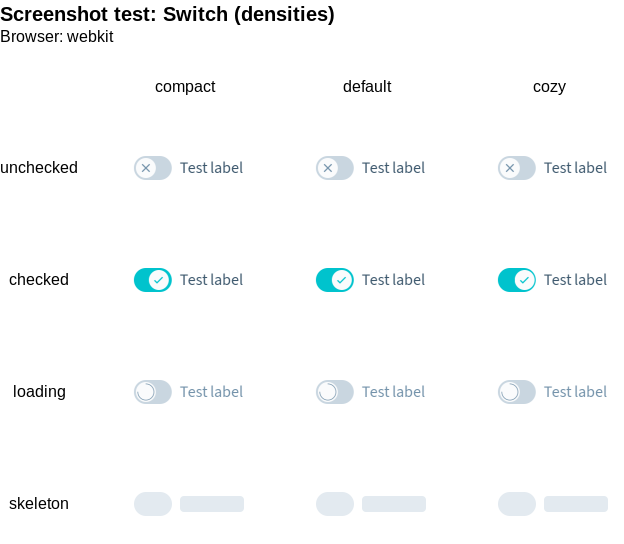 Screenshot test: Switch (densities)
Browser: webkit
compact default cozy
unchecked Test label Test label Test label
checked Test label Test label Test label
loading Test label Test label Test label
skeleton